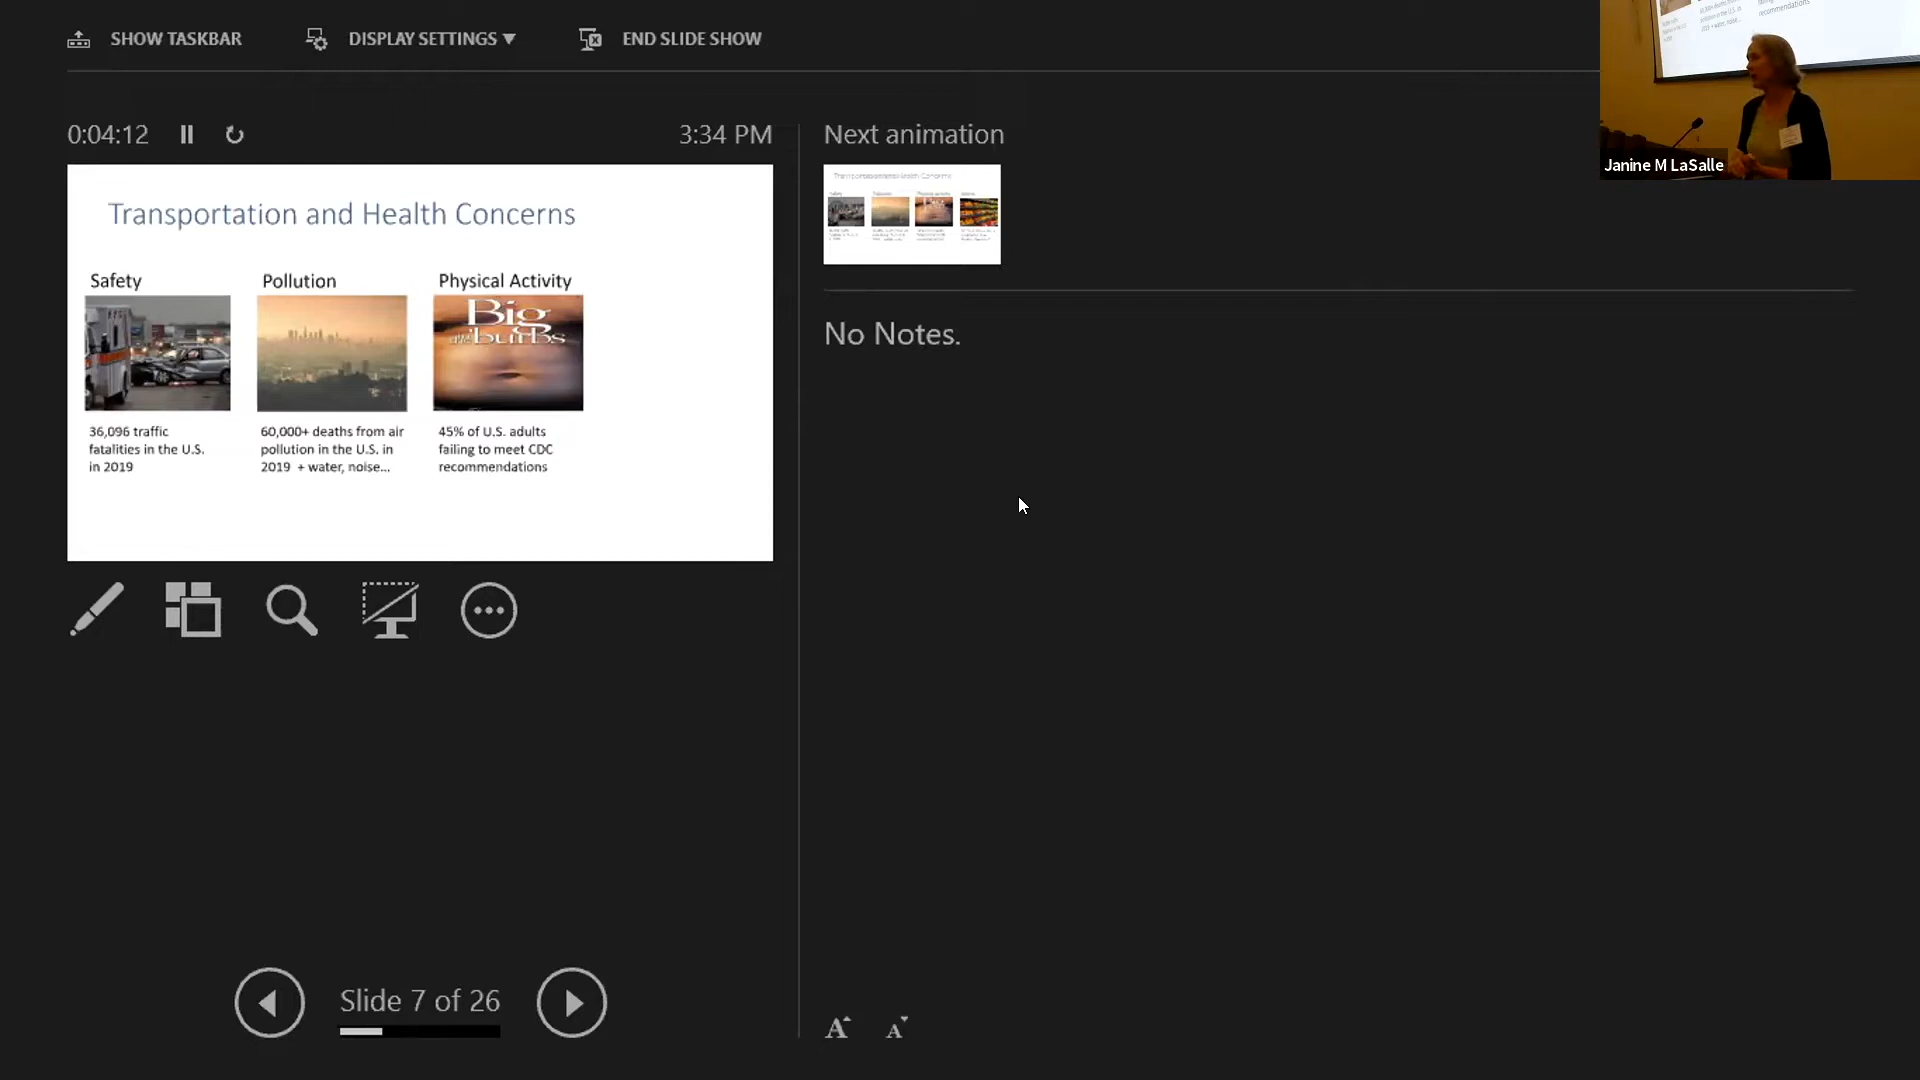 SHOW TASKBAR
DISPLAY SETTINGS
END SLIDE SHOW
0:04:12
3:34 PM
Next animation
Transportation and Health Concerns
Safety
Pollution
Physical Activity
Big
burbs
36,096 traffic
fatalities in the U.S.
in 2019
60,000+ deaths from air
pollution in the U.S. in
2019 + water, noise...
45% of U.S. adults
failing to meet CDC
recommendations
No Notes.
Slide 7 of 26
A
A
recommendations
Janine M LaSalle